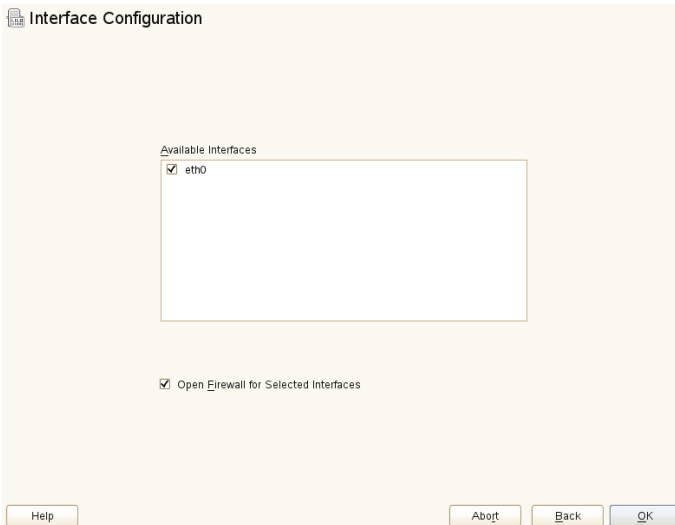 Interface Configuration
Available Interfaces
eth0
Open Firewall for Selected Interfaces
Help
Abort
Back
OK